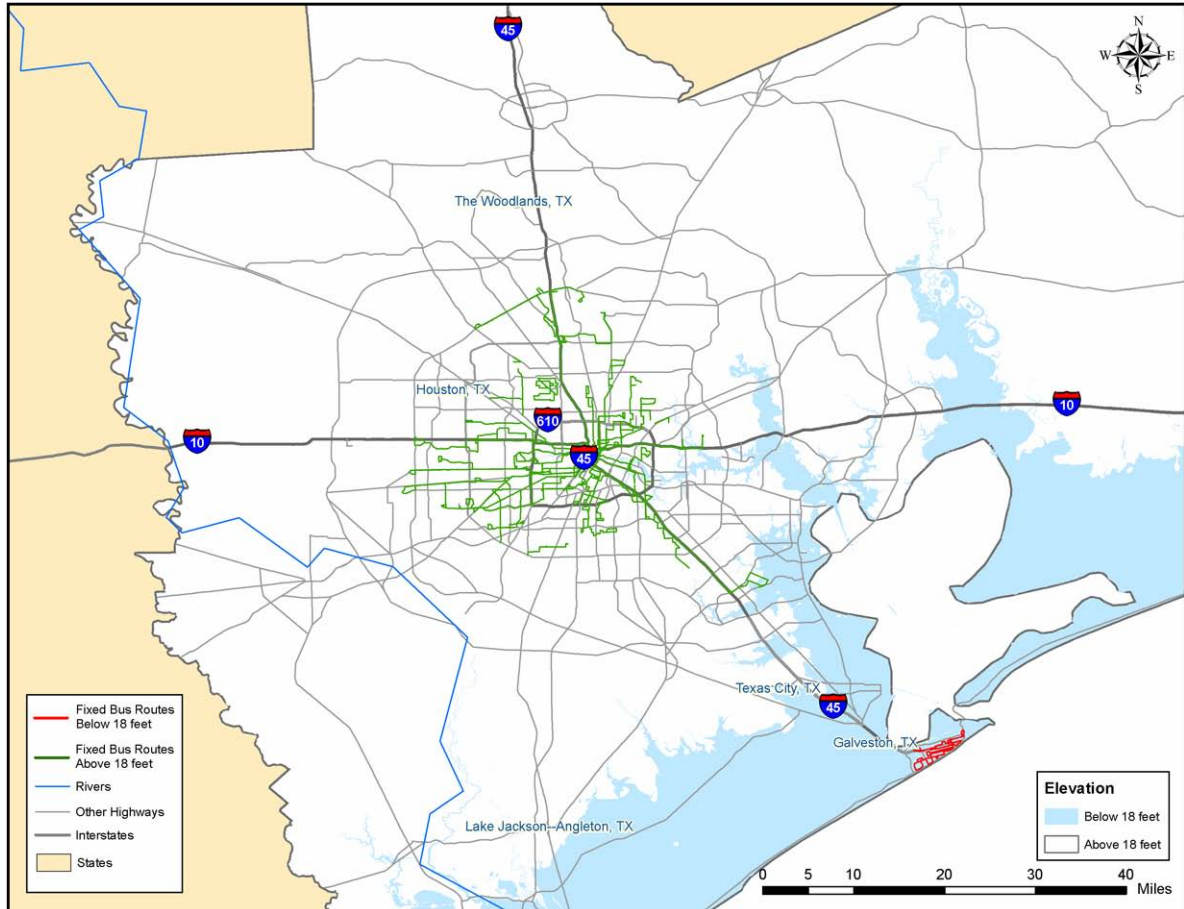 45
N
W E
S
The Woodlands, TX
Houston, TX
610
10
10
45
Texas City, TX
45
Galveston, TX
Lake Jackson--Angleton, TX
Fixed Bus Routes
Below 18 feet
Fixed Bus Routes
Above 18 feet
Rivers
Other Highways
Interstates
States
Elevation
Below 18 feet
Above 18 feet
0 5 10 20 30 40
Miles